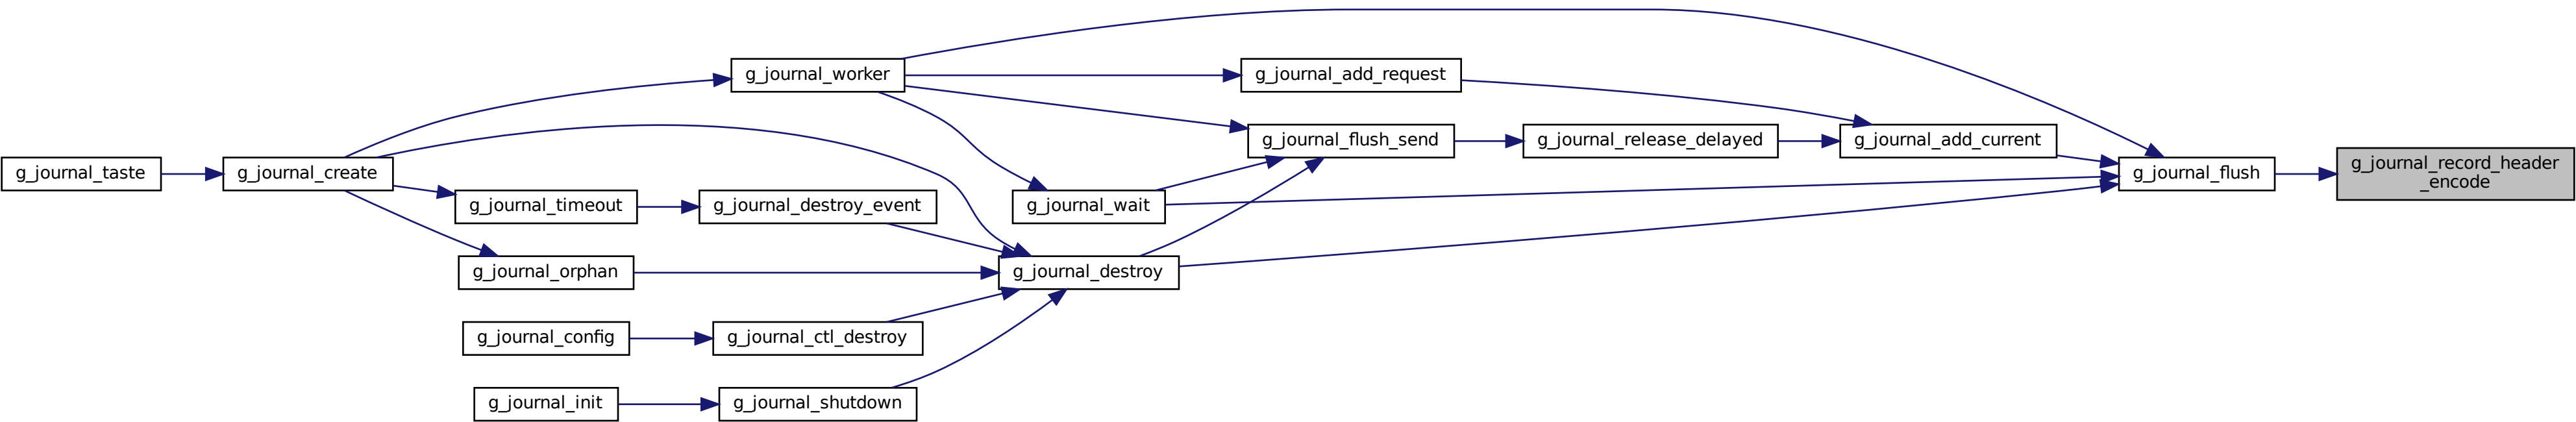 g_journal_worker
g_journal_add_request
g_journal_flush_send
g_journal_release_delayed
g_journal_add_current
g_journal_taste
g_journal_create
g_journal_flush
g_journal_record_header
_encode
g_journal_timeout
g_journal_destroy_event
g_journal_wait
g_journal_orphan
g_journal_destroy
g_journal_config
g_journal_ctl_destroy
g_journal_init
g_journal_shutdown